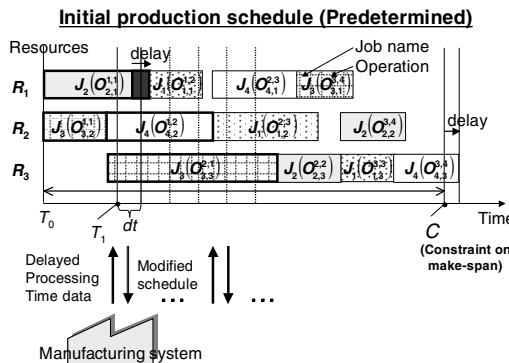 Initial production schedule (Predetermined)
Resources
delay
Job name
Operation
R₁ J₂(O₂,₁¹,¹) J₁(O₁,₁¹,²) J₄(O₄,₁²,³) J₃(O₃,₁³,⁴)
delay
R₂ J₃(O₃,₂¹,¹) J₄(O₄,₂¹,²) J₁(O₁,₂²,³) J₂(O₂,₂³,⁴)
R₃ J₃(O₃,₃²,¹) J₂(O₂,₃²,²) J₁(O₁,₃³,³) J₄(O₄,₃³,⁴)
T₀ T₁ dt C Time
(Constraint on
make-span)
Delayed
Processing
Time data
Modified
schedule
... ...
Manufacturing system